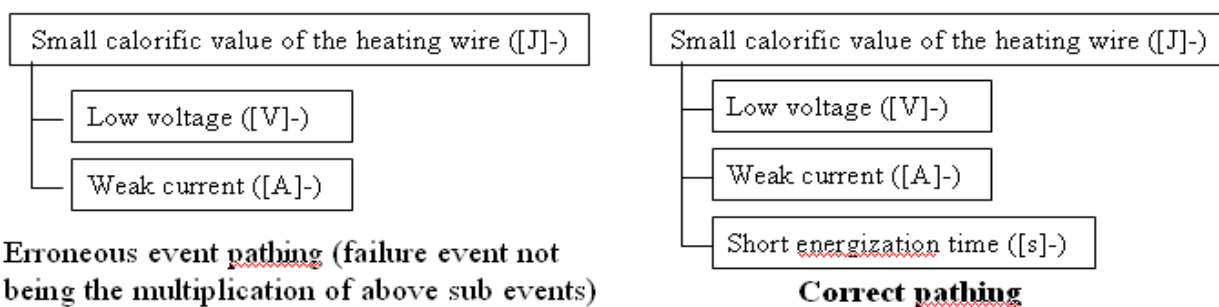 Small calorific value of the heating wire ([J]-)
Low voltage ([V]-)
Weak current ([A]-)
Erroneous event pathing (failure event not
being the multiplication of above sub events)
Small calorific value of the heating wire ([J]-)
Low voltage ([V]-)
Weak current ([A]-)
Short energization time ([s]-)
Correct pathing